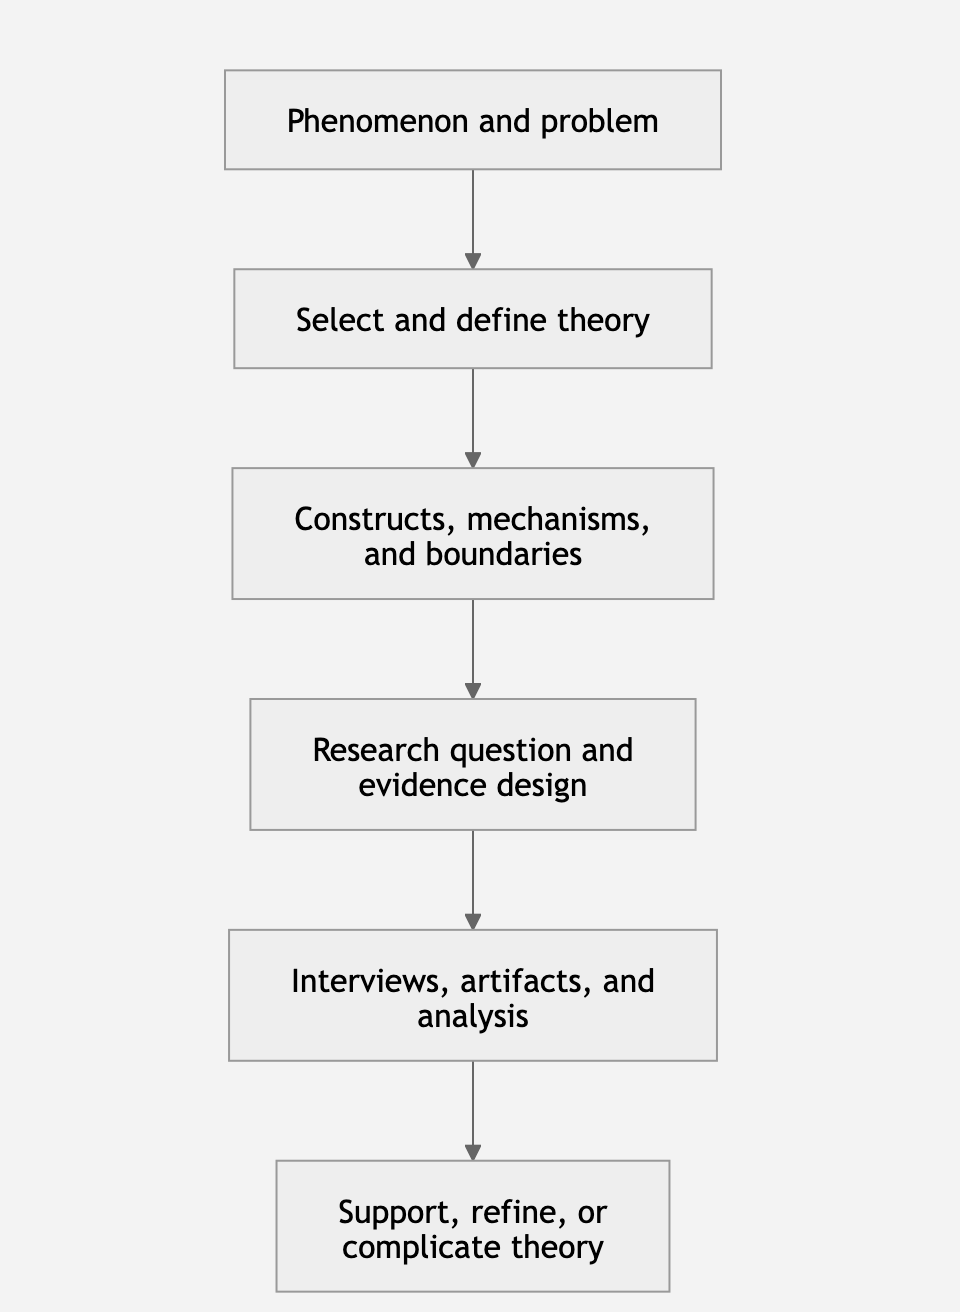 Phenomenon and problem
Select and define theory
Constructs, mechanisms,
and boundaries
Research question and
evidence design
Interviews, artifacts, and
analysis
Support, refine, or
complicate theory